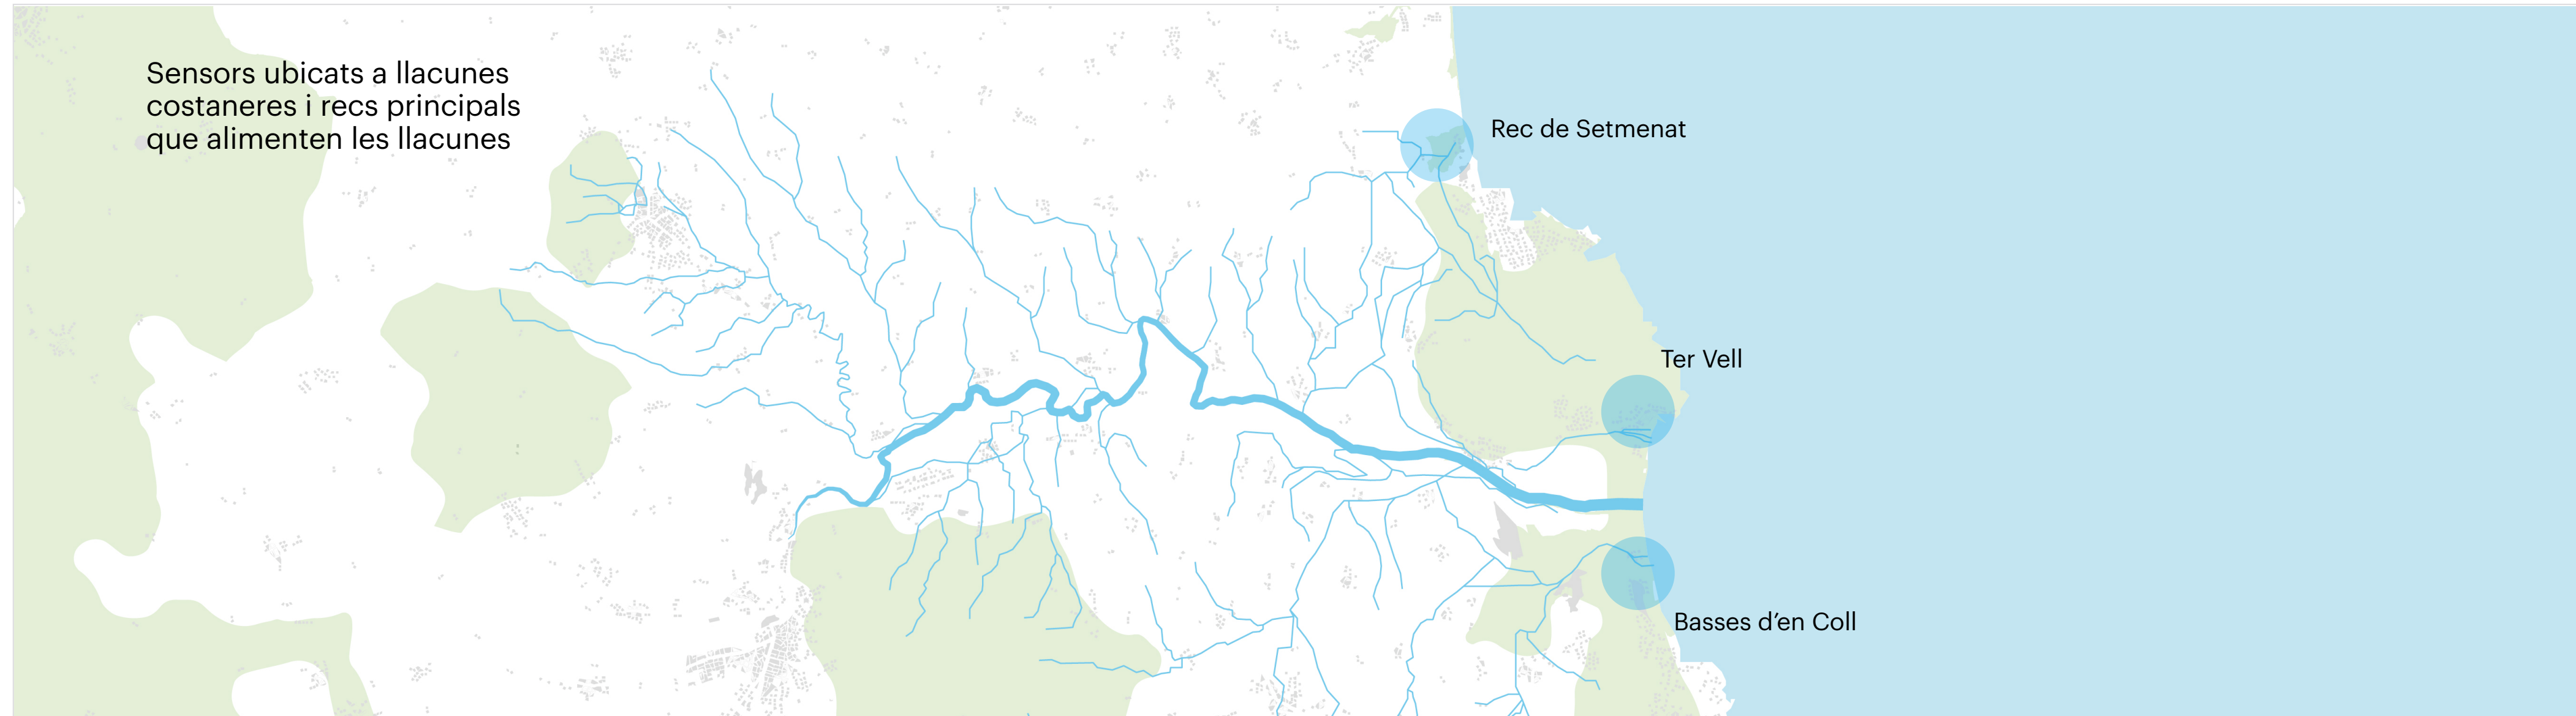 Sensors ubicats a llacunes
costaneres i recs principals
que alimenten les llacunes
Rec de Setmenat
Ter Vell
Basses d’en Coll